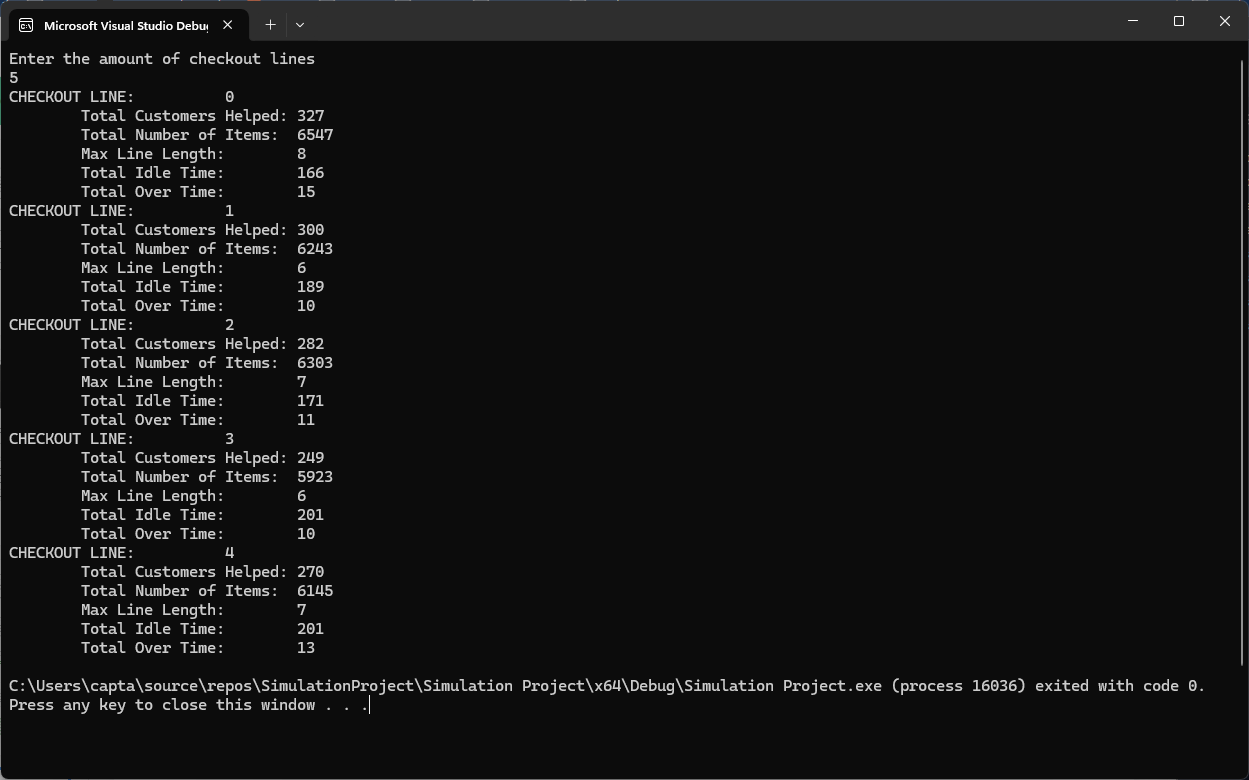 Microsoft Visual Studio Debug
Enter the amount of checkout lines
5
CHECKOUT LINE:          0
        Total Customers Helped: 327
        Total Number of Items:  6547
        Max Line Length:        8
        Total Idle Time:        166
        Total Over Time:        15
CHECKOUT LINE:          1
        Total Customers Helped: 300
        Total Number of Items:  6243
        Max Line Length:        6
        Total Idle Time:        189
        Total Over Time:        10
CHECKOUT LINE:          2
        Total Customers Helped: 282
        Total Number of Items:  6303
        Max Line Length:        7
        Total Idle Time:        171
        Total Over Time:        11
CHECKOUT LINE:          3
        Total Customers Helped: 249
        Total Number of Items:  5923
        Max Line Length:        6
        Total Idle Time:        201
        Total Over Time:        10
CHECKOUT LINE:          4
        Total Customers Helped: 270
        Total Number of Items:  6145
        Max Line Length:        7
        Total Idle Time:        201
        Total Over Time:        13
C:\Users\capta\source\repos\SimulationProject\Simulation Project\x64\Debug\Simulation Project.exe (process 16036) exited with code 0.
Press any key to close this window . . .